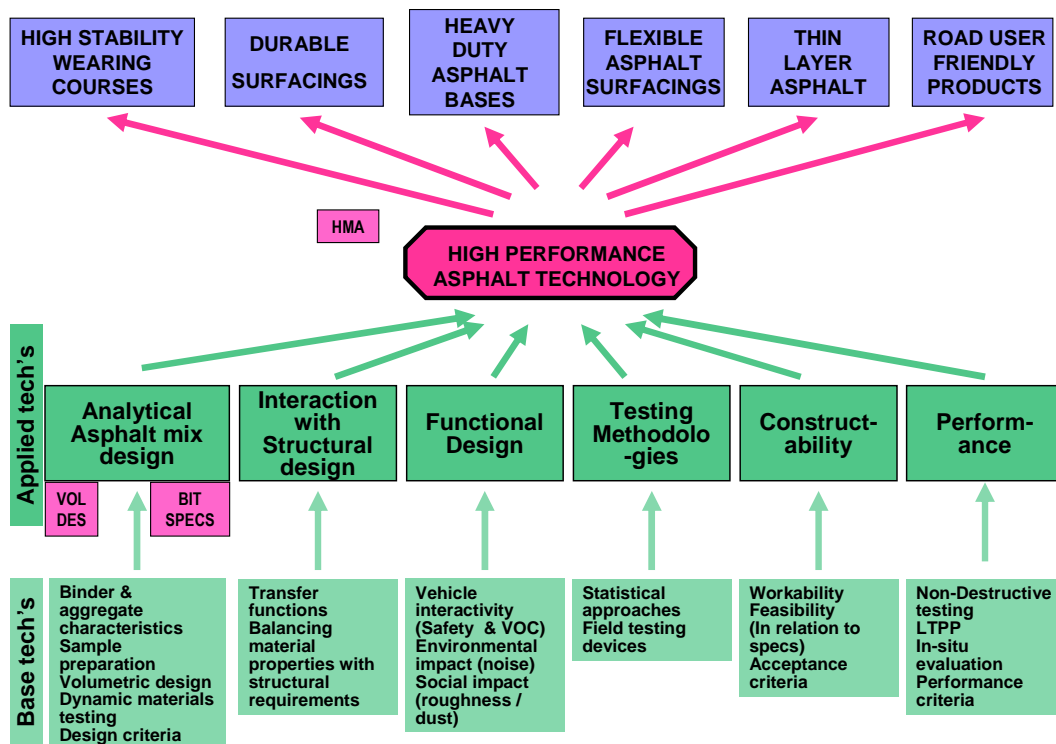 HIGH STABILITY
WEARING
COURSES
DURABLE
SURFACINGS
HEAVY
DUTY
ASPHALT
BASES
FLEXIBLE
ASPHALT
SURFACINGS
THIN
LAYER
ASPHALT
ROAD USER
FRIENDLY
PRODUCTS
HMA
HIGH PERFORMANCE
ASPHALT TECHNOLOGY
Applied tech's
Analytical
Asphalt mix
design
Interaction
with
Structural
design
Functional
Design
Testing
Methodolo
-gies
Construct-
ability
Perform-
ance
VOL
DES
BIT
SPECS
Base tech's
Binder &
aggregate
characteristics
Sample
preparation
Volumetric design
Dynamic materials
testing
Design criteria
Transfer
functions
Balancing
material
properties with
structural
requirements
Vehicle
interactivity
(Safety & VOC)
Environmental
impact (noise)
Social impact
(roughness /
dust)
Statistical
approaches
Field testing
devices
Workability
Feasibility
(In relation to
specs)
Acceptance
criteria
Non-Destructive
testing
LTPP
In-situ
evaluation
Performance
criteria